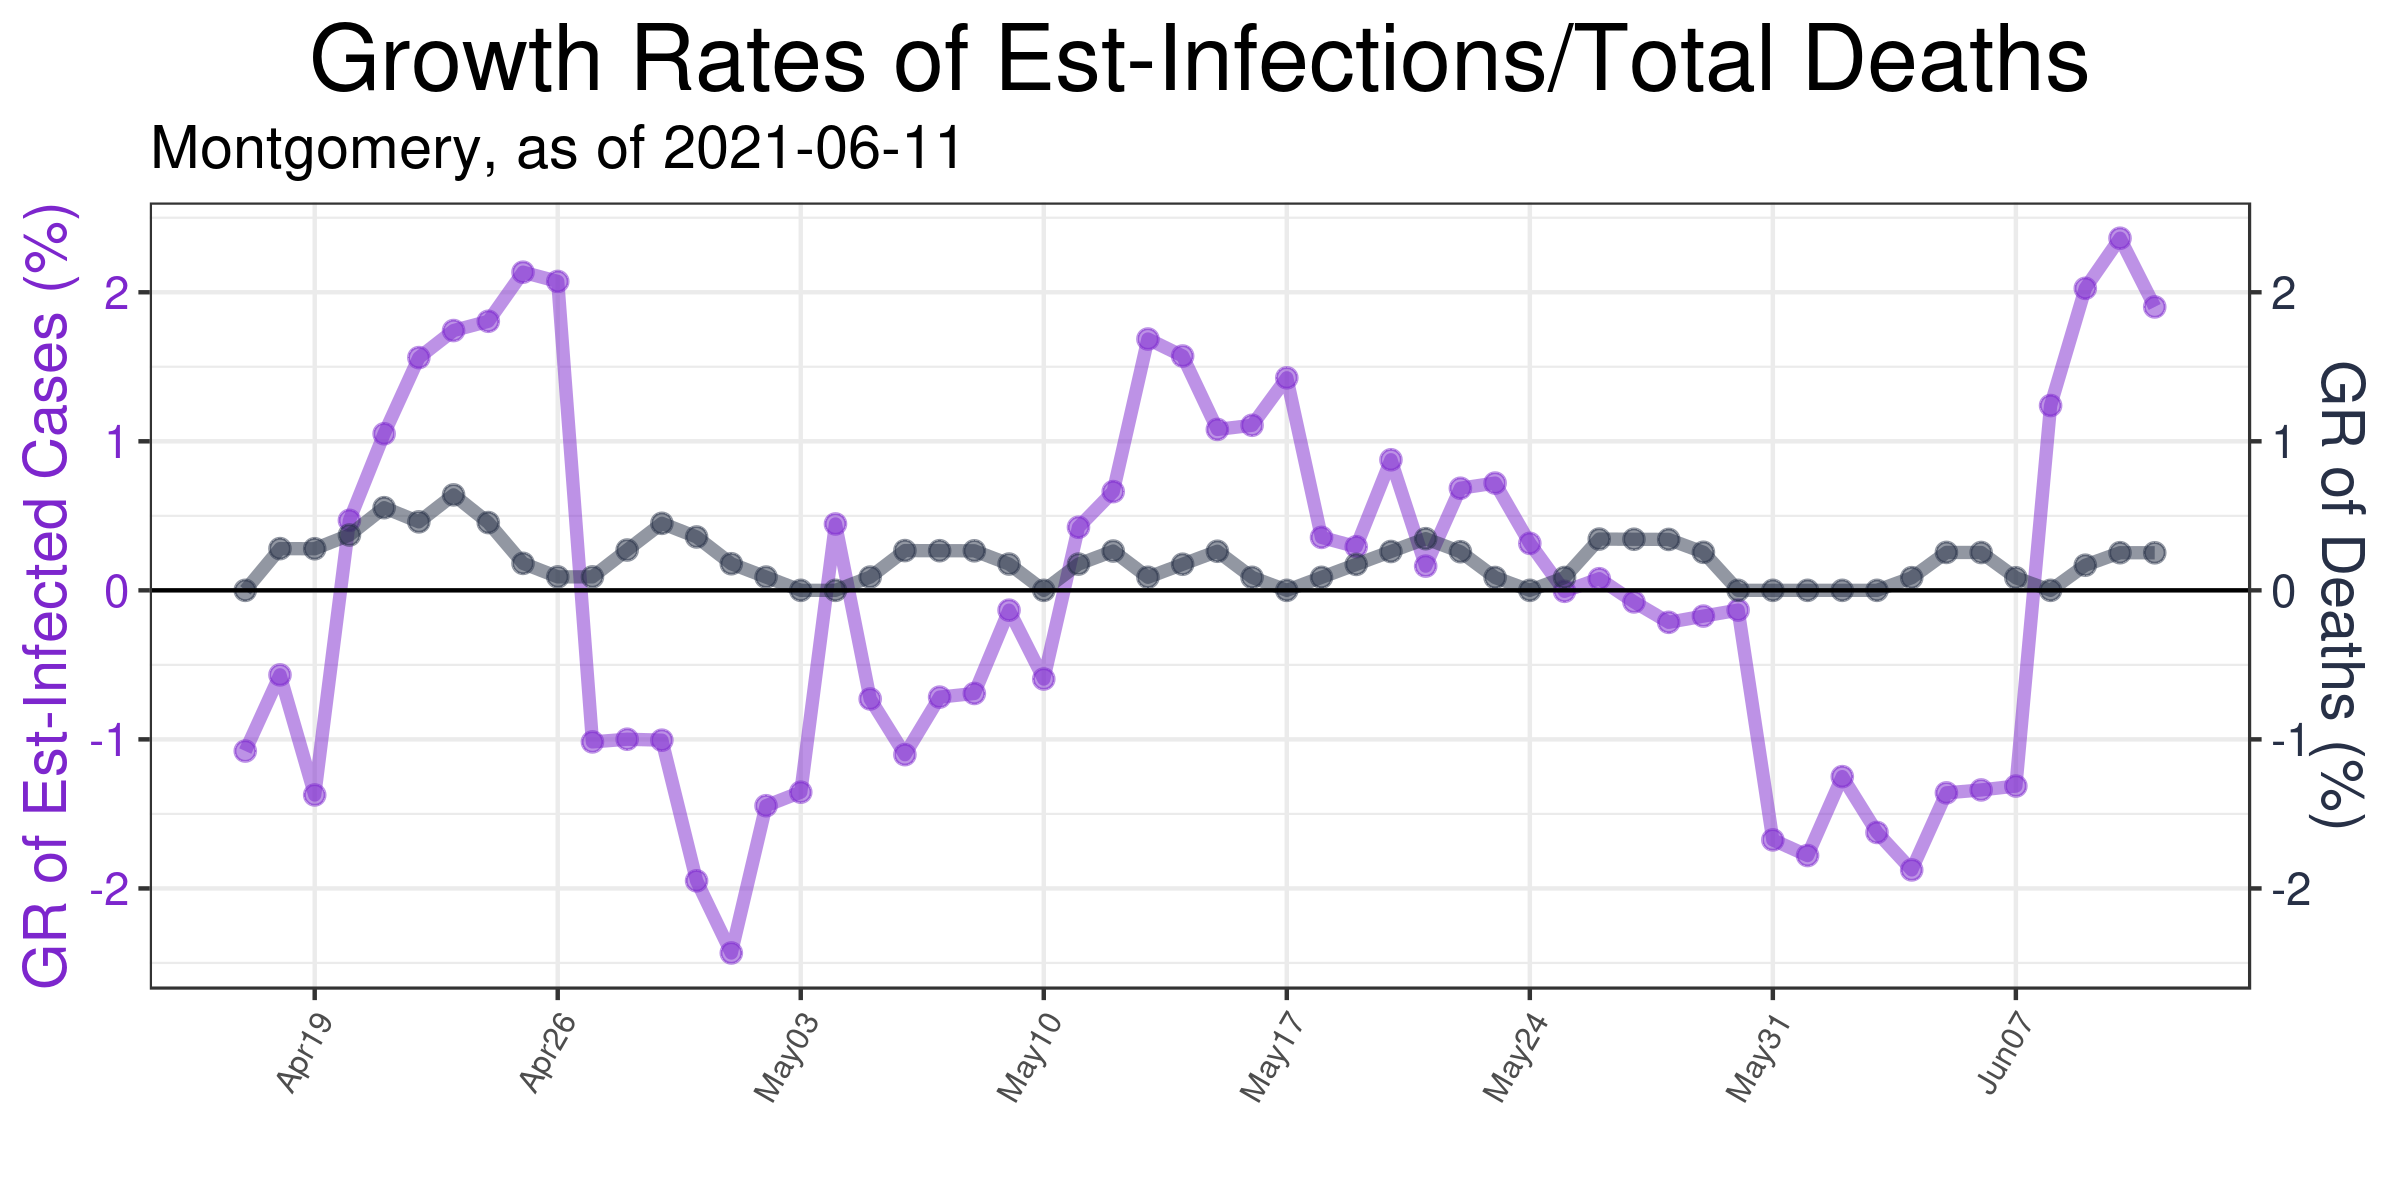 Growth Rates of Est-Infections/Total Deaths
Montgomery, as of 2021-06-11
GR of Est-Infected Cases (%)
2
1
0
-1
-2
2
1
0
-1
-2
GR of Deaths (%)
Apr19
Apr26
May03
May10
May17
May24
May31
Jun07